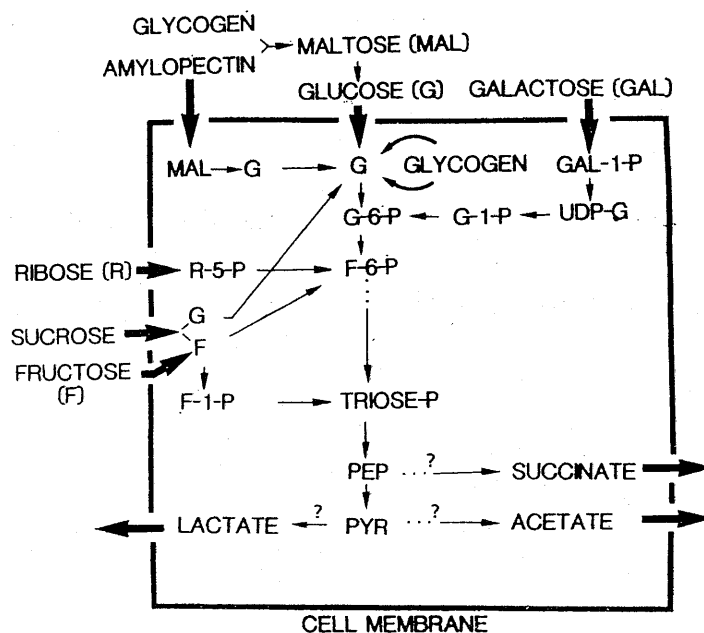 GLYCOGEN
MALTOSE (MAL)
AMYLOPECTIN
GLUCOSE (G)
GALACTOSE (GAL)
MAL G
G
GLYCOGEN
GAL-1-P
G-6-P
G-1-P
UDP-G
RIBOSE (R)
R-5-P
F-6-P
G
SUCROSE
F
FRUCTOSE
(F)
F-1-P
TRIOSE-P
PEP ...?
SUCCINATE
LACTATE
?
PYR ...?
ACETATE
CELL MEMBRANE